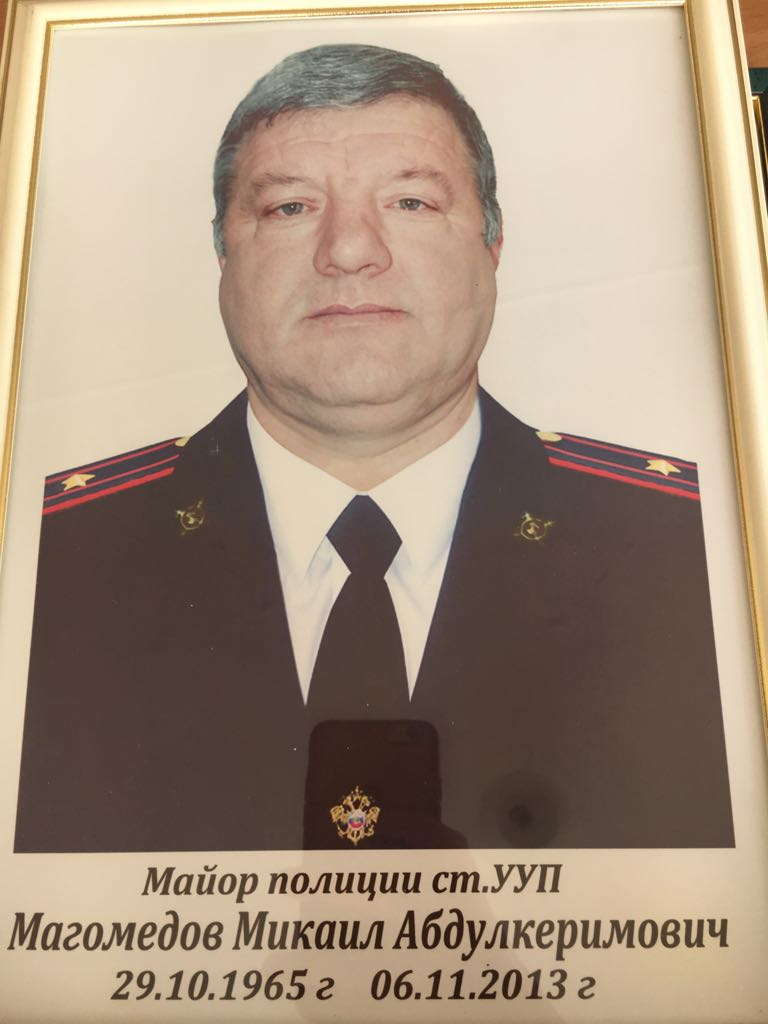 Майор полиции ст.УУП
Магомедов Микаил Абдулкеримович
29.10.1965 г 06.11.2013 г